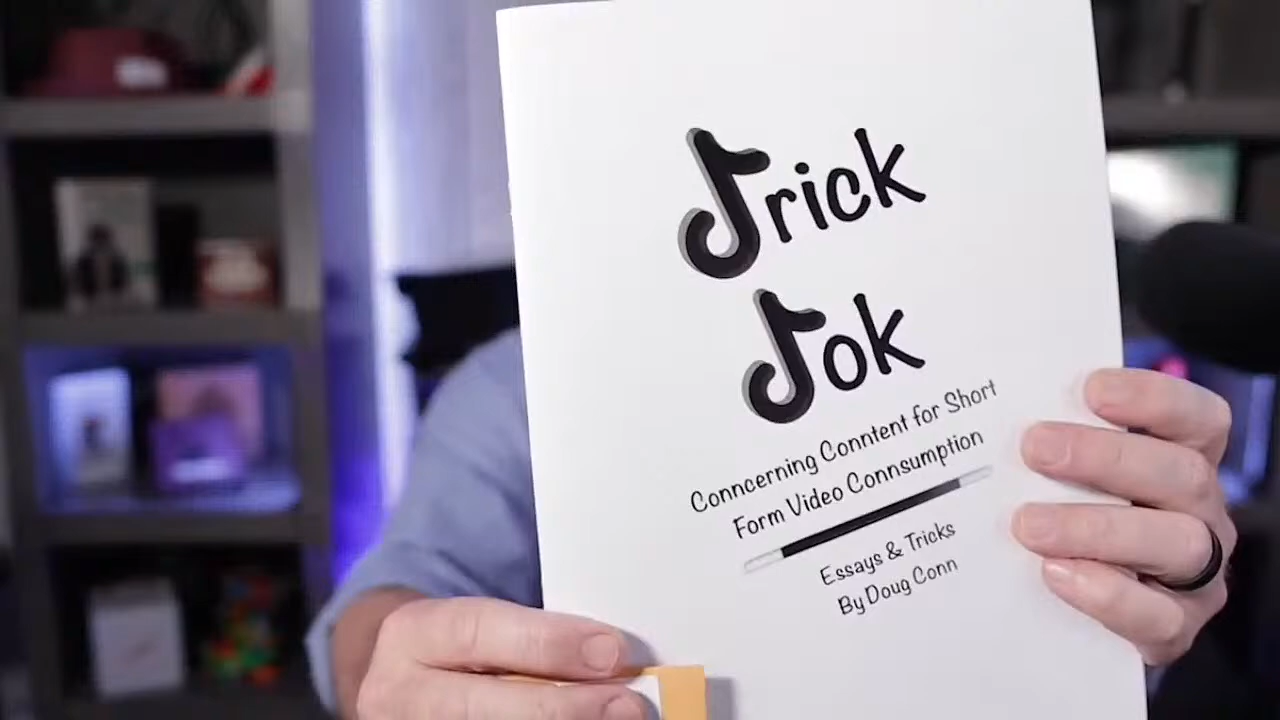 Trick
Tok
Conncerning Conntent for Short
Form Video Connsumption
Essays & Tricks
By Doug Conn